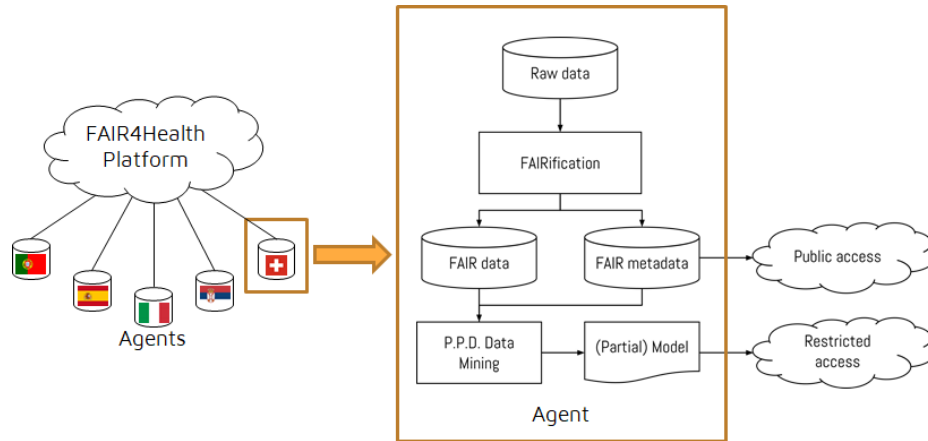 FAIR4Health
Platform
Agents
Raw data
FAIRification
FAIR data
FAIR metadata
Public access
P.P.D. Data
Mining
(Partial) Model
Restricted
access
Agent